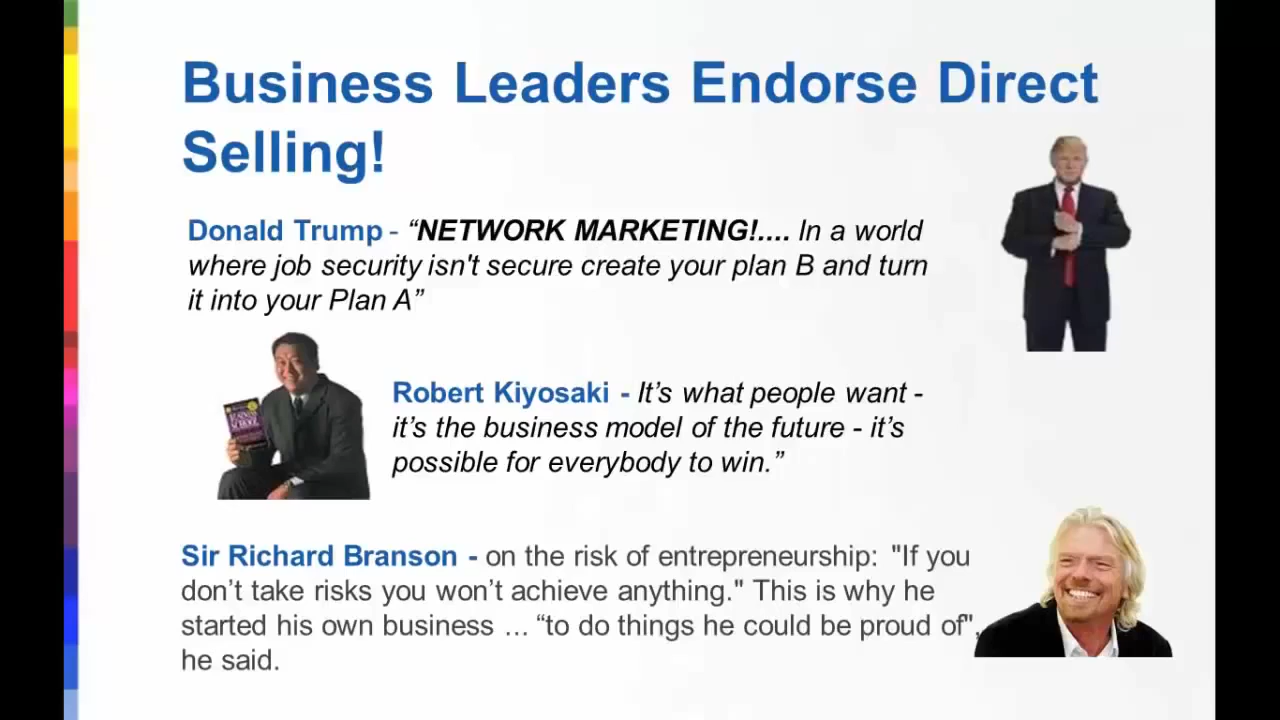 Business Leaders Endorse Direct
Selling!
Donald Trump - “NETWORK MARKETING!.... In a world
where job security isn't secure create your plan B and turn
it into your Plan A”
Robert Kiyosaki - It’s what people want -
it’s the business model of the future - it’s
possible for everybody to win.”
Sir Richard Branson - on the risk of entrepreneurship: "If you
don’t take risks you won’t achieve anything." This is why he
started his own business ... “to do things he could be proud of",
he said.